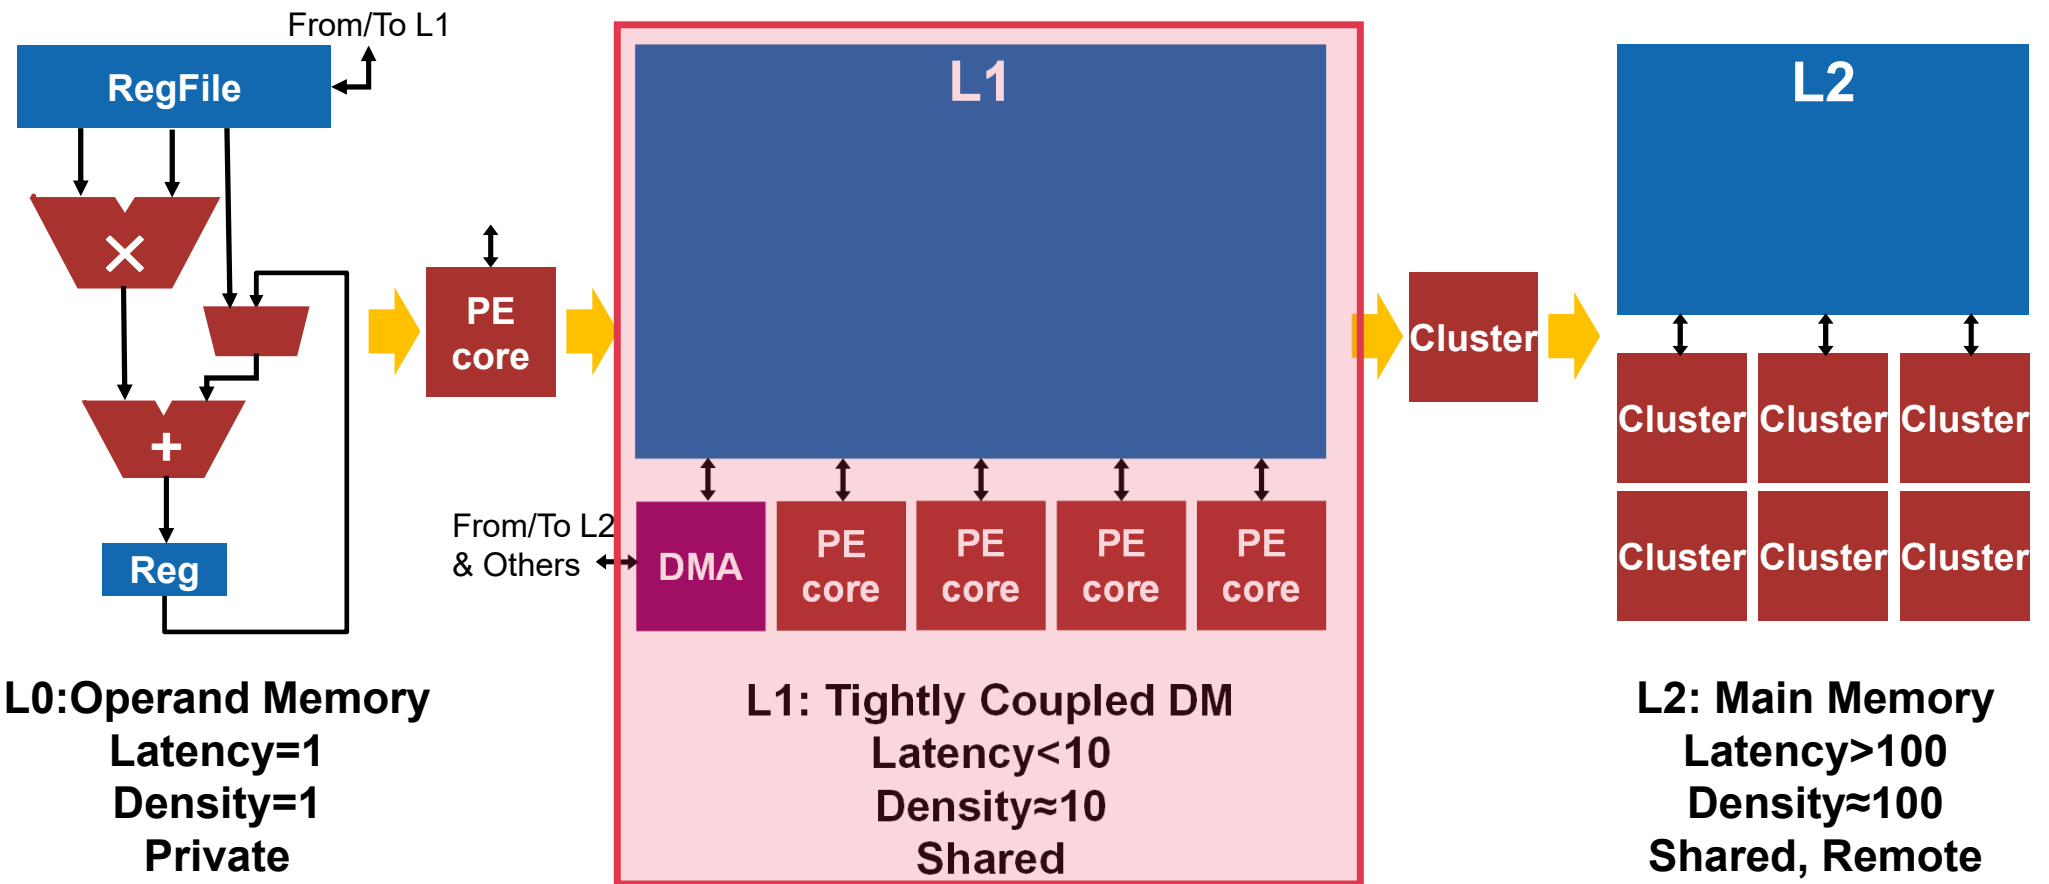 From/To L1
RegFile
×
+
Reg
L0:Operand Memory
Latency=1
Density=1
Private
PE
core
L1
From/To L2
& Others
DMA
PE
core
PE
core
PE
core
PE
core
L1: Tightly Coupled DM
Latency<10
Density≈10
Shared
Cluster
L2
Cluster
Cluster
Cluster
Cluster
Cluster
Cluster
L2: Main Memory
Latency>100
Density≈100
Shared, Remote